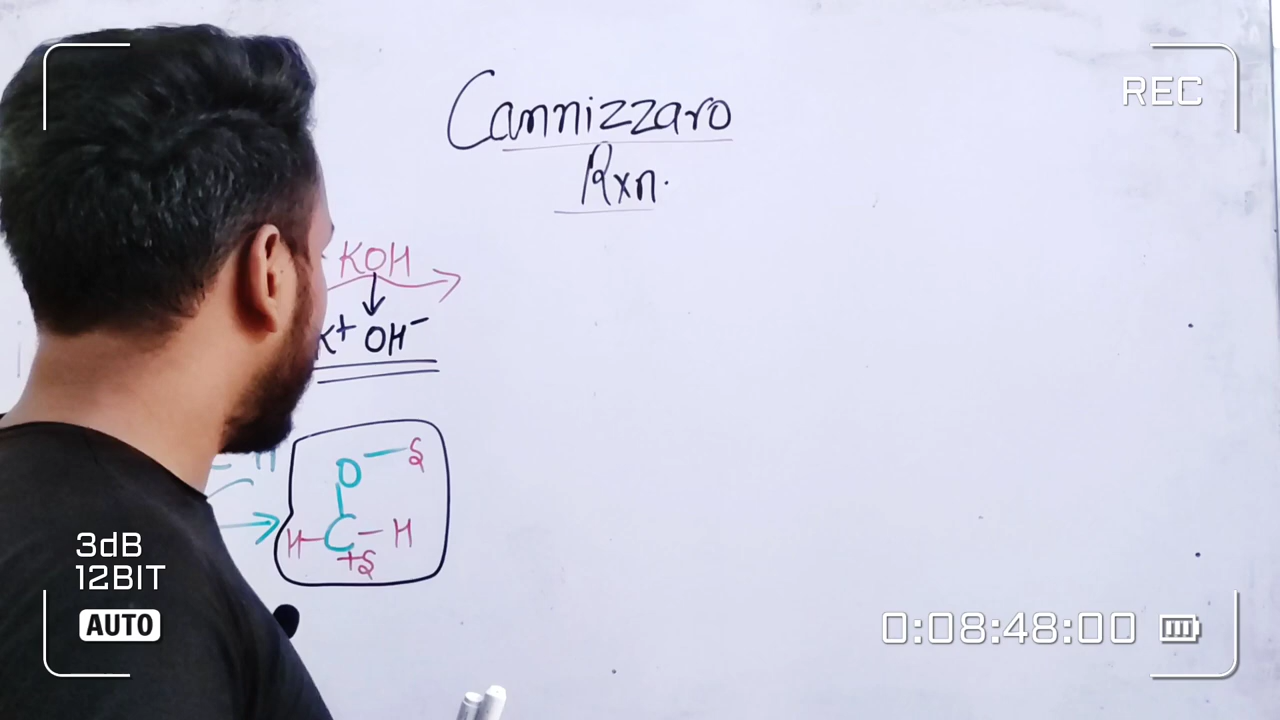 Cannizzaro
Rxn.
REC
KOH
K+ OH−
O — δ
H — C — H
+δ
3dB
12BIT
AUTO
0:08:48:00